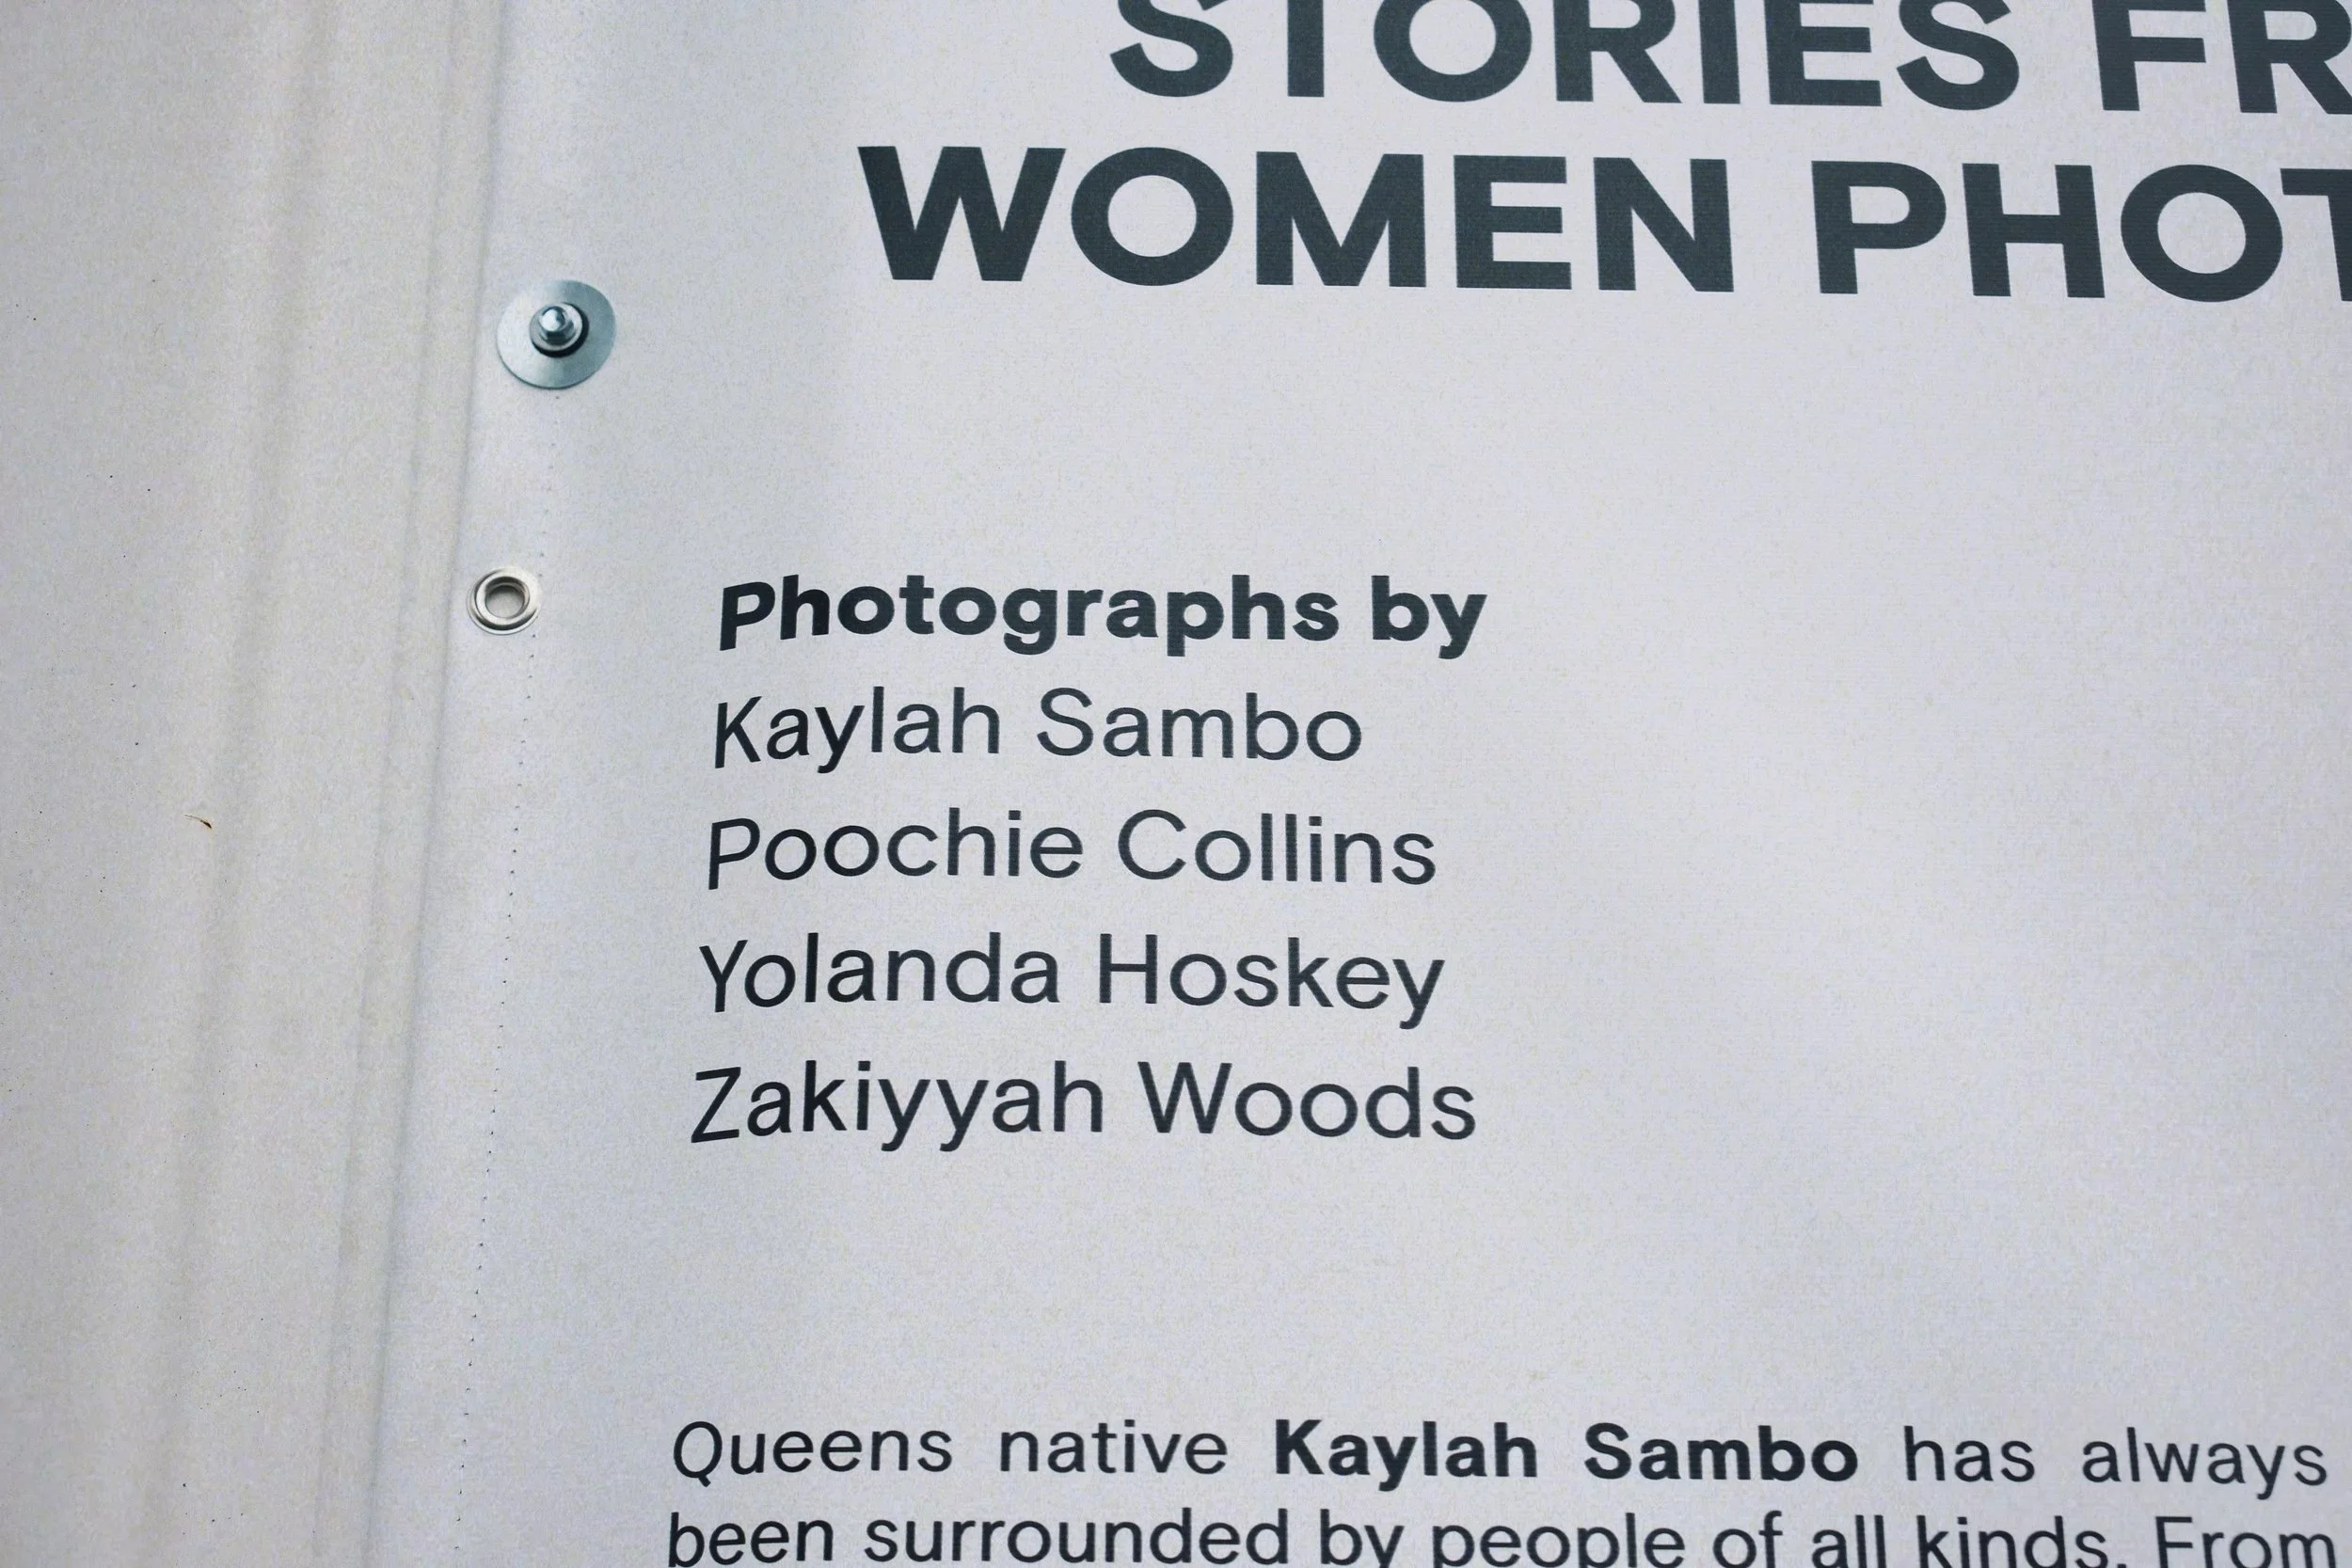 STORIES FR
WOMEN PHOT
Photographs by
Kaylah Sambo
Poochie Collins
Yolanda Hoskey
Zakiyyah Woods
Queens native Kaylah Sambo has always
been surrounded by people of all kinds. From